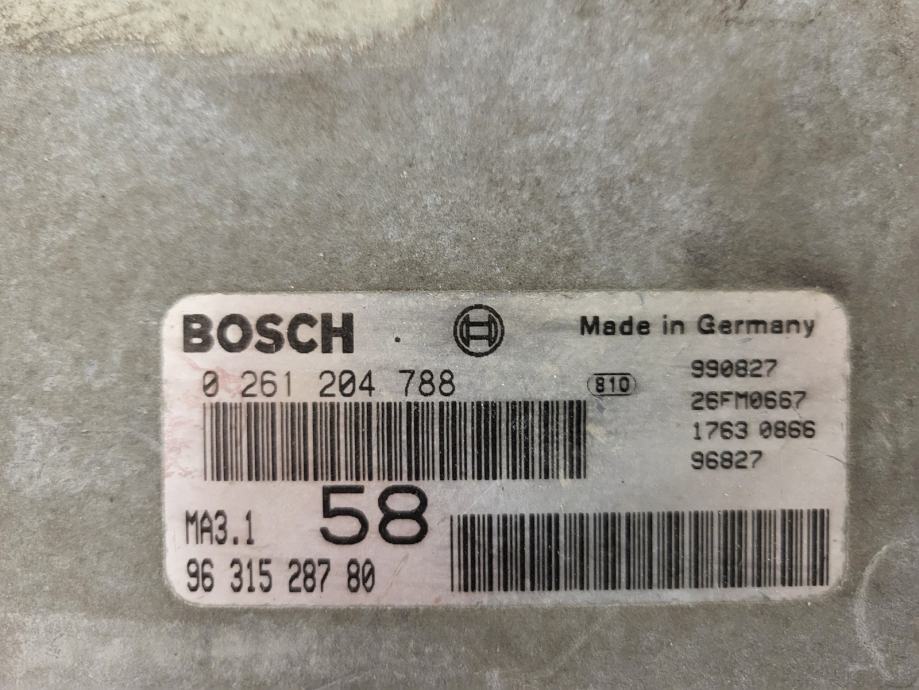 BOSCH
Made in Germany
0 261 204 788
810
990827
26FM0667
1763 0866
96827
MA3.1
58
96 315 287 80